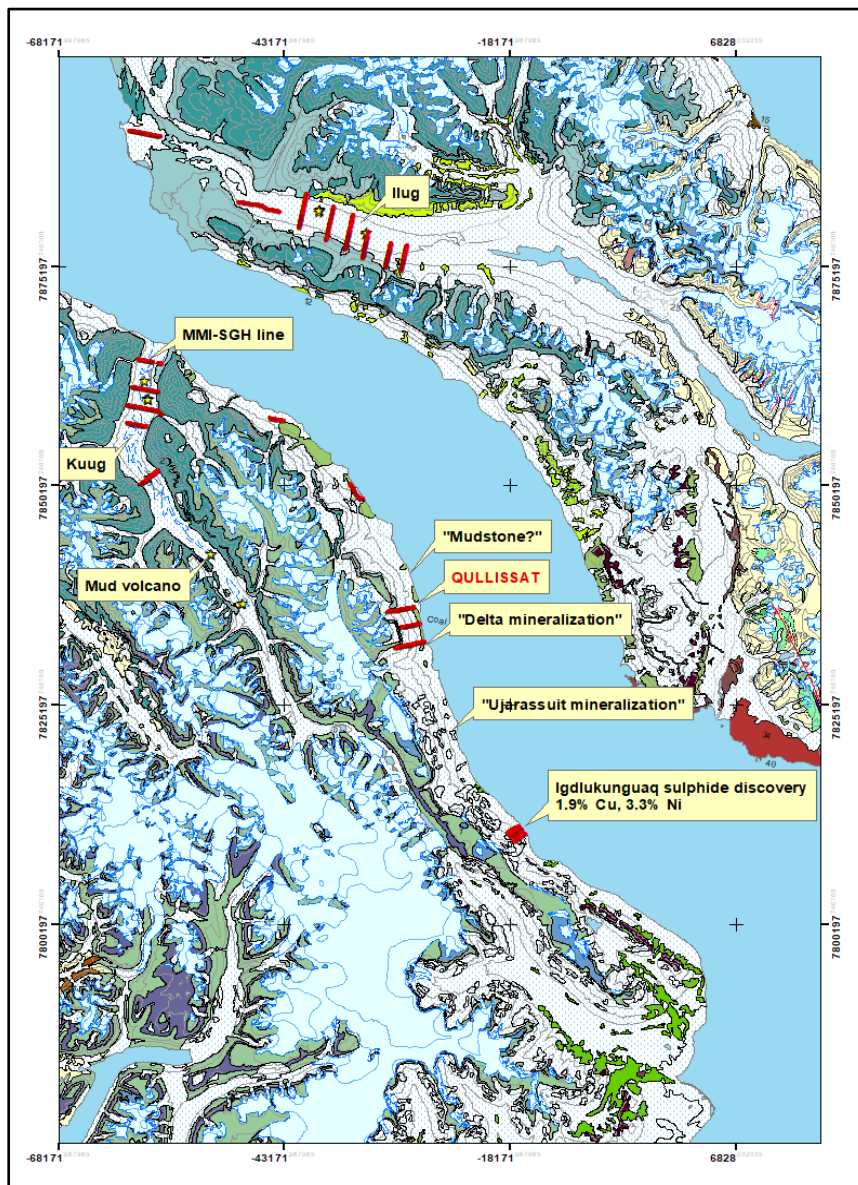 -68171
-43171
-18171
6828
Ilug
7875197
7875197
12
MMI-SGH line
Kuug
7850197
7850197
"Mudstone?"
Mud volcano
QULLISSAT
Coal
"Delta mineralization"
7825197
"Ujarassuit mineralization"
7825197
40
Igdlukunguaq sulphide discovery
1.9% Cu, 3.3% Ni
7800197
7800197
-68171
-43171
-18171
6828